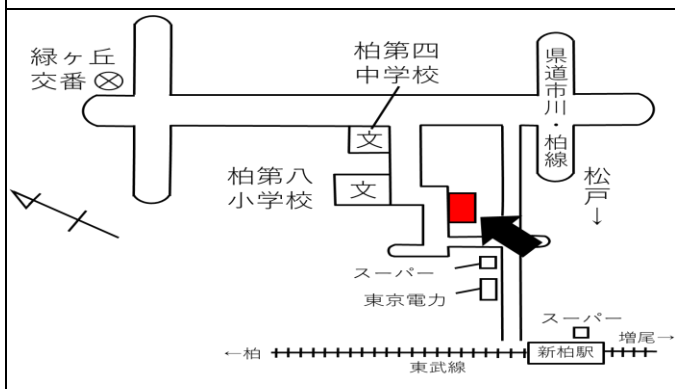 緑ヶ丘
交番
柏第四
中学校
県道市川・柏線
文
柏第八
小学校
文
松戸↓
スーパー
東京電力
スーパー
増尾→
←柏
新柏駅
東武線